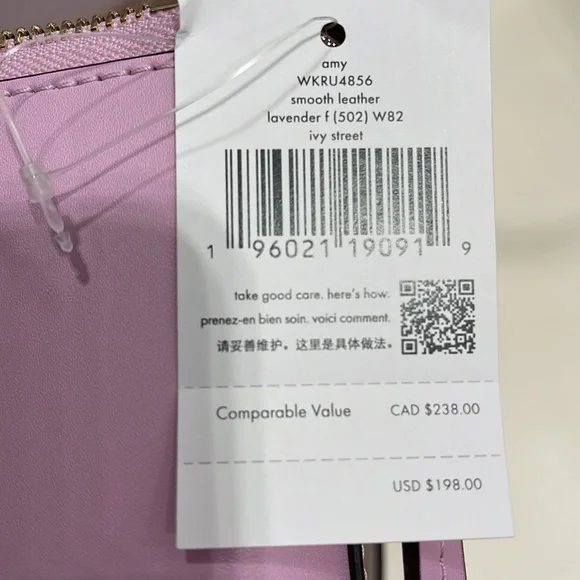 amy
WKRU4856
smooth leather
lavender f (502) W82
ivy street
1 96021 19091 9
take good care. here's how.
prenez-en bien soin. voici comment.
请妥善维护。这里是具体做法。
Comparable Value CAD $238.00
USD $198.00